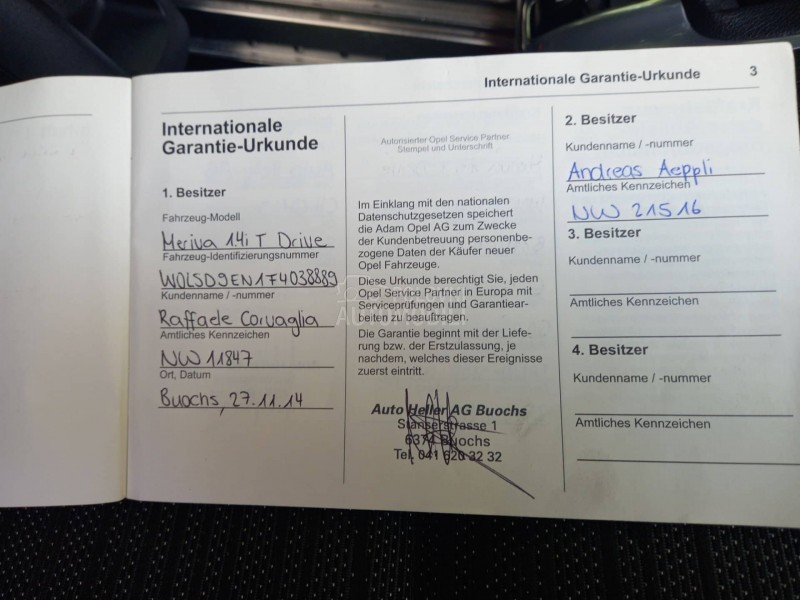 Internationale Garantie-Urkunde 3
Internationale
Garantie-Urkunde
1. Besitzer
Fahrzeug-Modell
Meriva 1.4i T Drive
Fahrzeug-Identifizierungsnummer
W0LSD9EN174038889
Kundenname / -nummer
Raffaele Corvaglia
Amtliches Kennzeichen
NW 11847
Ort, Datum
Buochs, 27.11.14
Autorisierter Opel Service Partner
Stempel und Unterschrift
Im Einklang mit den nationalen
Datenschutzgesetzen speichert
die Adam Opel AG zum Zwecke
der Kundenbetreuung personenbe-
zogene Daten der Käufer neuer
Opel Fahrzeuge.
Diese Urkunde berechtigt Sie, jeden
Opel Service Partner in Europa mit
Serviceprüfungen und Garantiear-
beiten zu beauftragen.
Die Garantie beginnt mit der Liefe-
rung bzw. der Erstzulassung, je
nachdem, welches dieser Ereignisse
zuerst eintritt.
Auto Heller AG Buochs
Stanserstrasse 1
6374 Buochs
Tel. 041 620 32 32
2. Besitzer
Kundenname / -nummer
Andreas Aeppli
Amtliches Kennzeichen
NW 21516
3. Besitzer
Kundenname / -nummer
Amtliches Kennzeichen
4. Besitzer
Kundenname / -nummer
Amtliches Kennzeichen